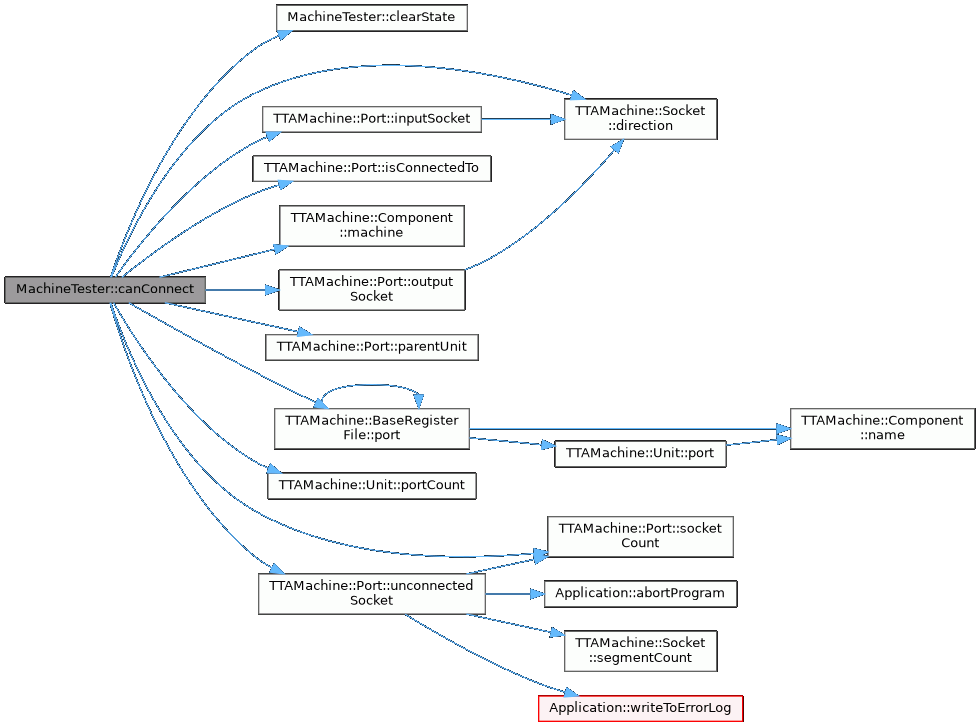 MachineTester::clearState
TTAMachine::Socket
::direction
TTAMachine::Port::inputSocket
TTAMachine::Port::isConnectedTo
TTAMachine::Component
::machine
MachineTester::canConnect
TTAMachine::Port::output
Socket
TTAMachine::Port::parentUnit
TTAMachine::BaseRegister
File::port
TTAMachine::Component
::name
TTAMachine::Unit::port
TTAMachine::Unit::portCount
TTAMachine::Port::socket
Count
TTAMachine::Port::unconnected
Socket
Application::abortProgram
TTAMachine::Socket
::segmentCount
Application::writeToErrorLog